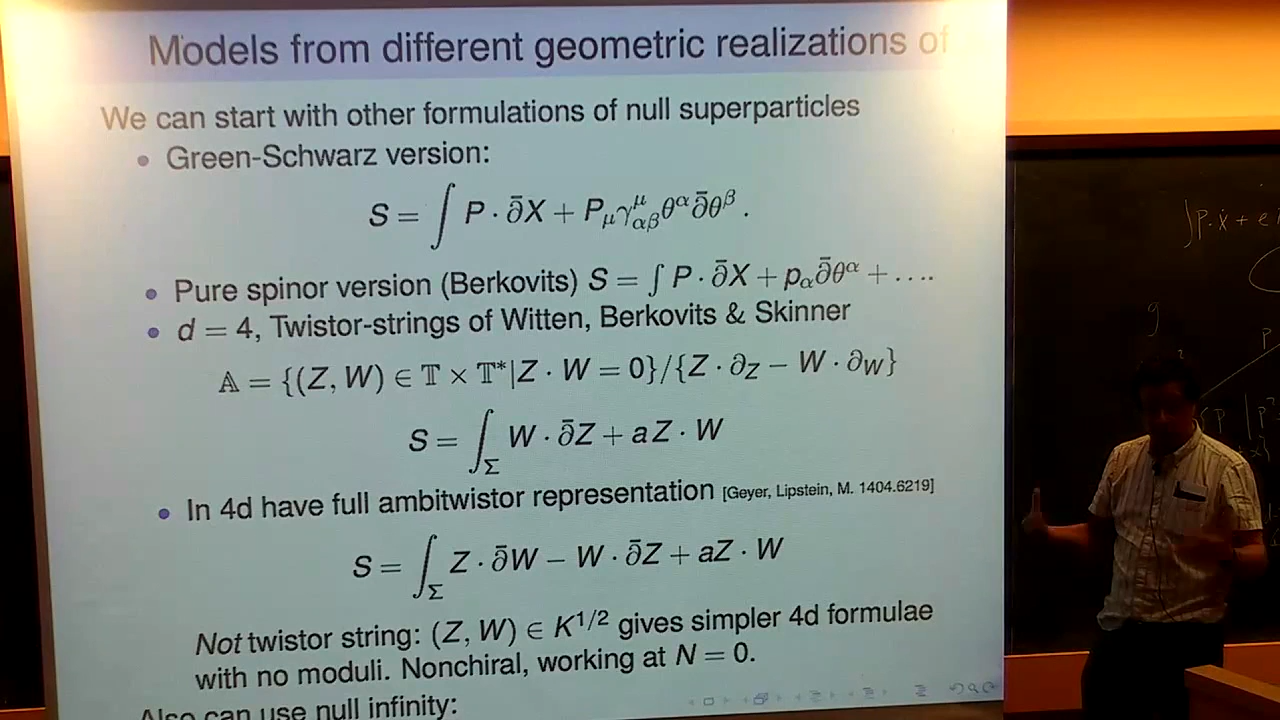 Models from different geometric realizations of
We can start with other formulations of null superparticles
• Green-Schwarz version:
S = ∫ P · ∂̄X + P_μ γ^μ_{αβ} θ^α ∂̄θ^β .
• Pure spinor version (Berkovits) S = ∫ P · ∂̄X + p_α ∂̄θ^α + ....
• d = 4, Twistor-strings of Witten, Berkovits & Skinner
𝔸 = {(Z, W) ∈ 𝕋 × 𝕋*|Z · W = 0}/{Z · ∂_Z − W · ∂_W}
S = ∫_Σ W · ∂̄Z + a Z · W
• In 4d have full ambitwistor representation [Geyer, Lipstein, M. 1404.6219]
S = ∫_Σ Z · ∂̄W − W · ∂̄Z + aZ · W
Not twistor string: (Z, W) ∈ K^{1/2} gives simpler 4d formulae
with no moduli. Nonchiral, working at N = 0.
Also can use null infinity:
∫P·ẋ + e